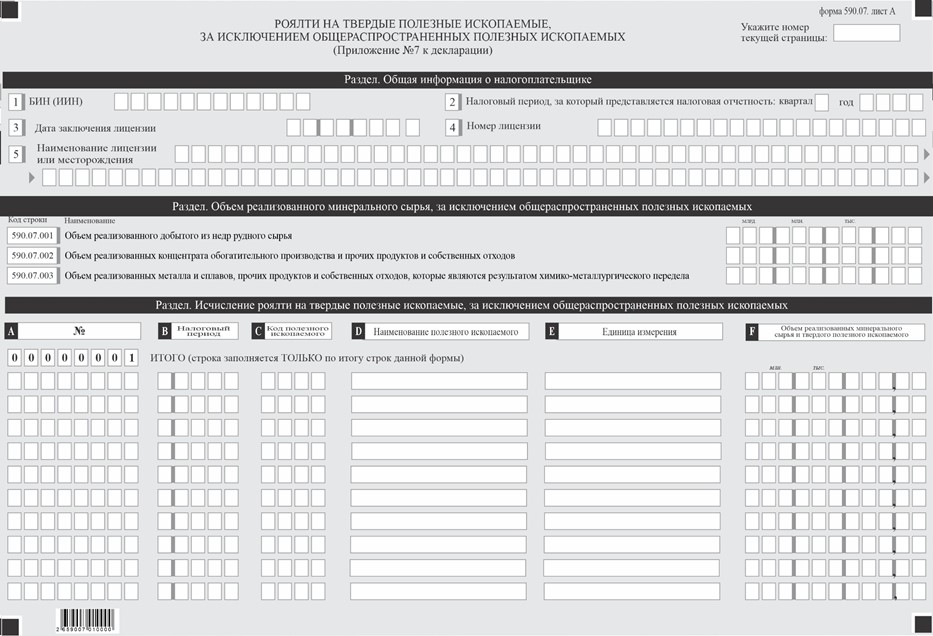 форма 590.07. лист А
РОЯЛТИ НА ТВЕРДЫЕ ПОЛЕЗНЫЕ ИСКОПАЕМЫЕ,
ЗА ИСКЛЮЧЕНИЕМ ОБЩЕРАСПРОСТРАНЕННЫХ ПОЛЕЗНЫХ ИСКОПАЕМЫХ
(Приложение №7 к декларации)
Укажите номер
текущей страницы:
Раздел. Общая информация о налогоплательщике
1 БИН (ИИН)
2 Налоговый период, за который представляется налоговая отчетность: квартал год
3 Дата заключения лицензии
4 Номер лицензии
5 Наименование лицензии
или месторождения
Раздел. Объем реализованного минерального сырья, за исключением общераспространенных полезных ископаемых
Код строки Наименование млрд млн тыс
590.07.001 Объем реализованного добытого из недр рудного сырья
590.07.002 Объем реализованных концентрата обогатительного производства и прочих продуктов и собственных отходов
590.07.003 Объем реализованных металла и сплавов, прочих продуктов и собственных отходов, которые являются результатом химико-металлургического передела
Раздел. Исчисление роялти на твердые полезные ископаемые, за исключением общераспространенных полезных ископаемых
A №
B Налоговый
период
C Код полезного
ископаемого
D Наименование полезного ископаемого
E Единица измерения
F Объем реализованных минерального
сырья и твердого полезного ископаемого
0 0 0 0 0 0 0 1 ИТОГО (строка заполняется ТОЛЬКО по итогу строк данной формы)
млн тыс